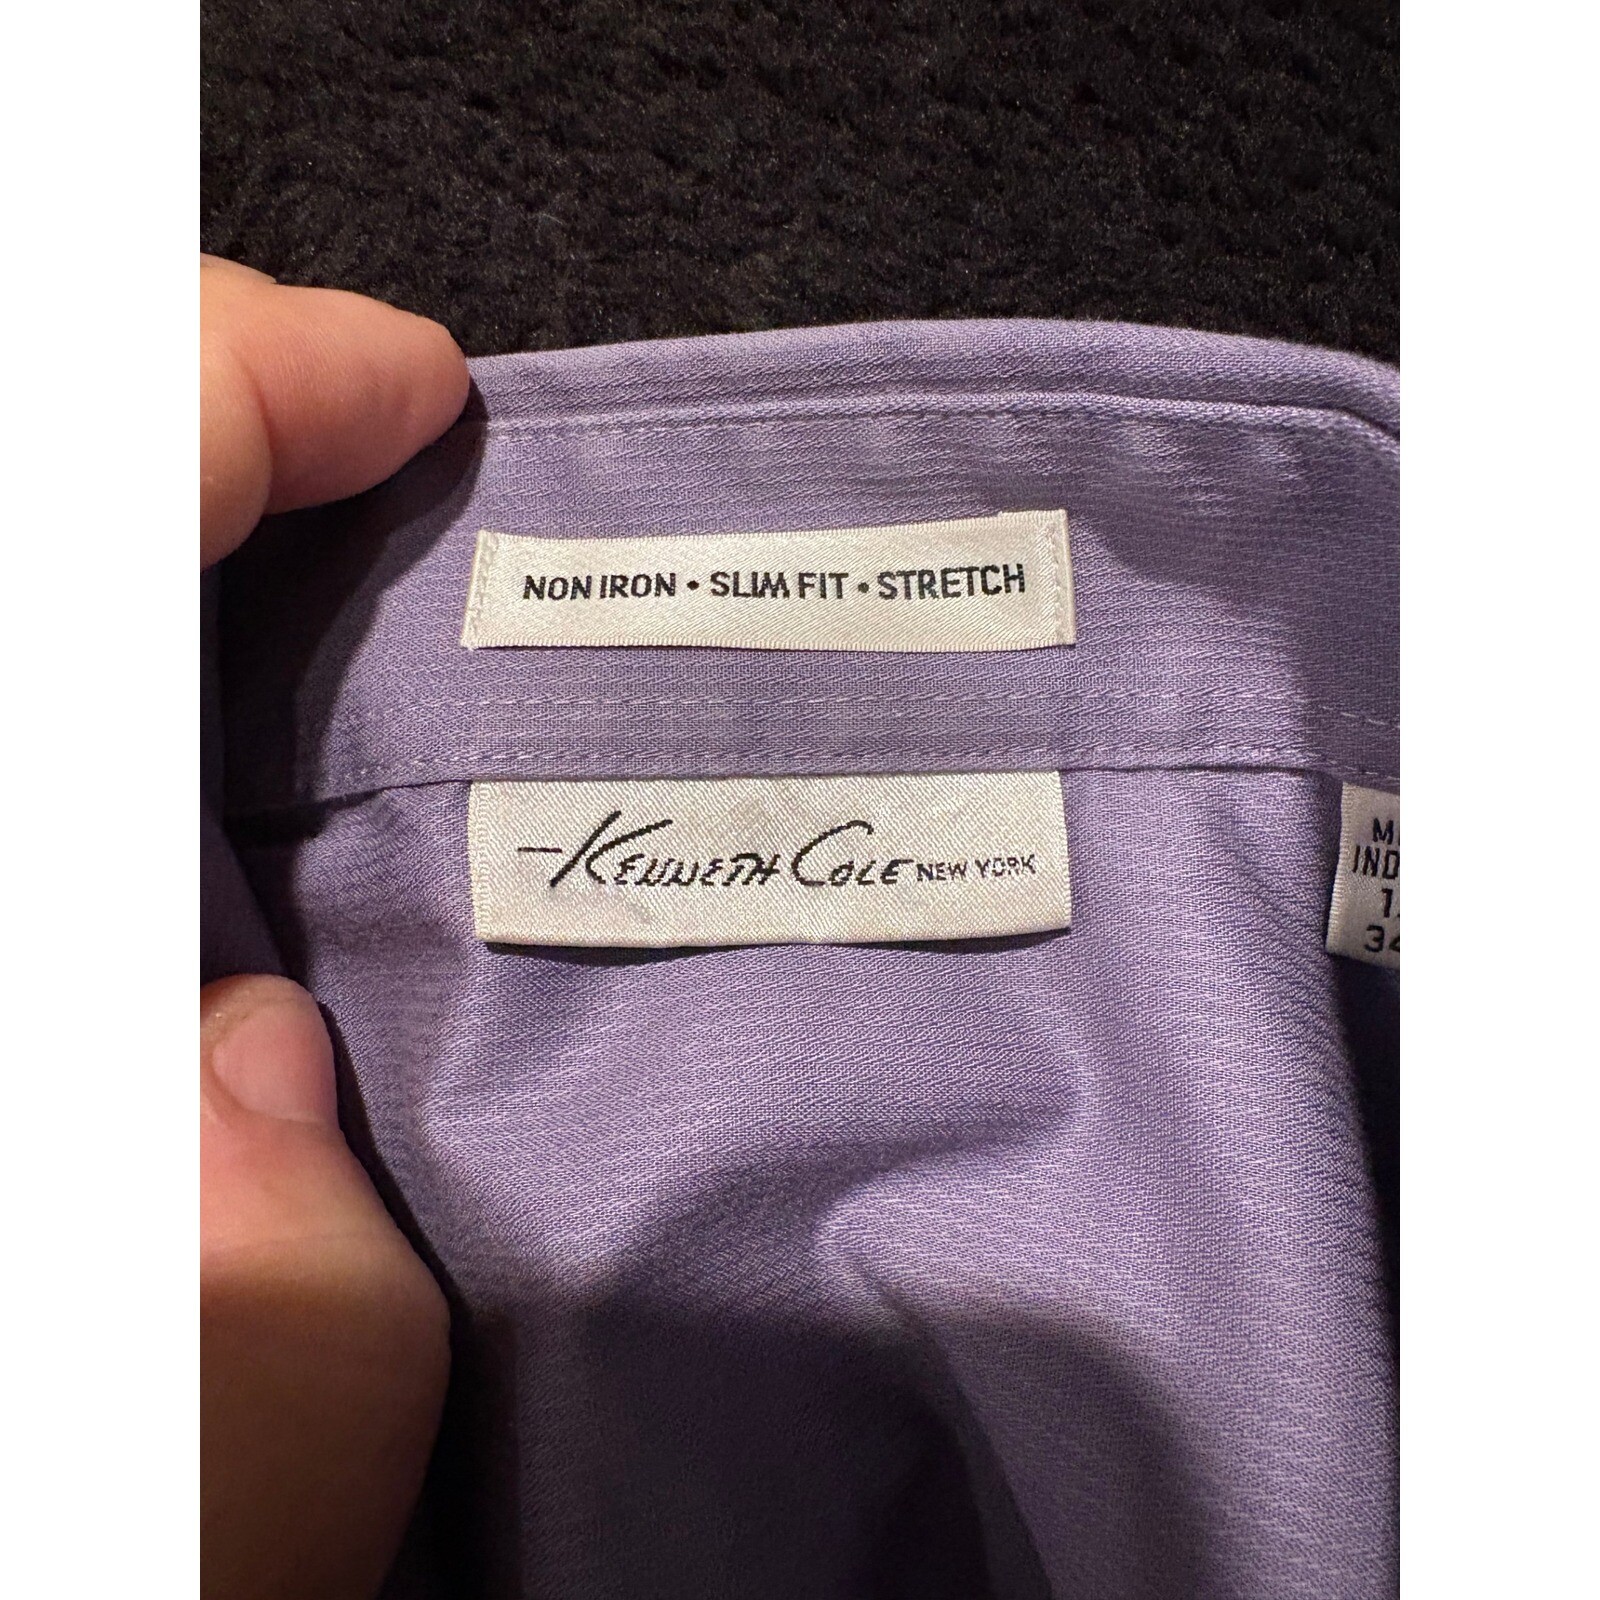 NON IRON • SLIM FIT • STRETCH
KENNETH COLE NEW YORK